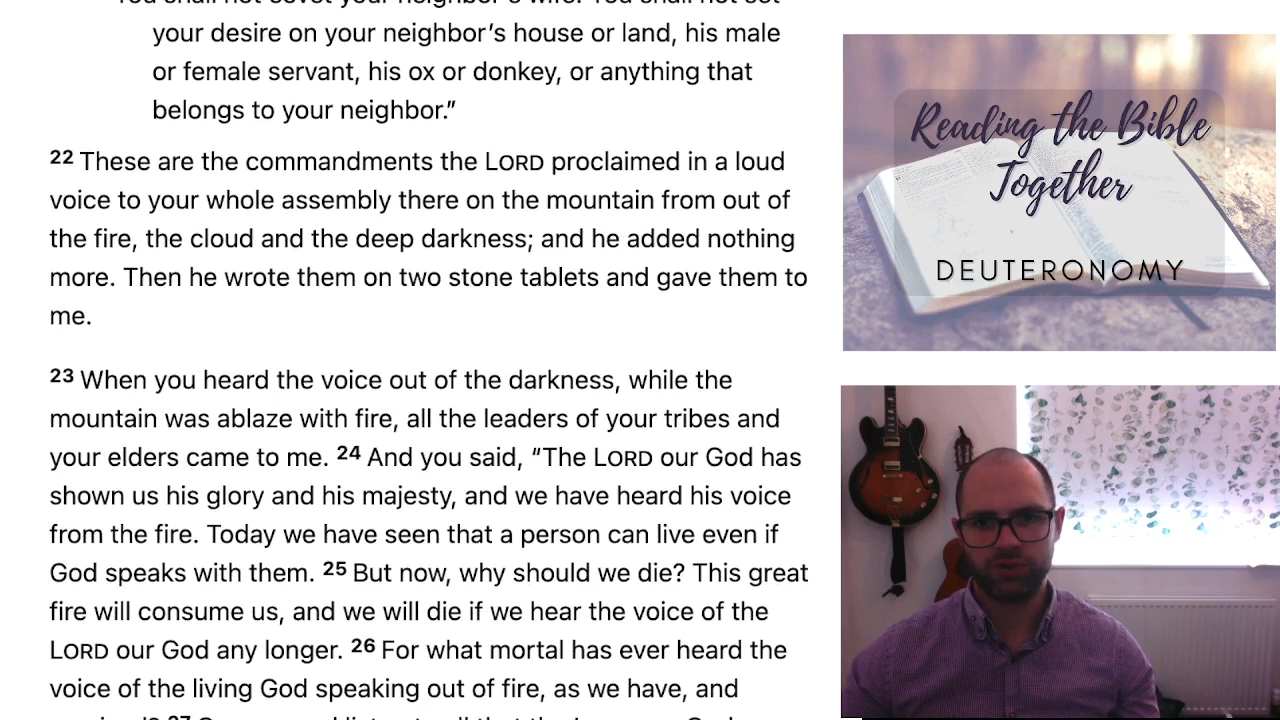 your desire on your neighbor’s house or land, his male
or female servant, his ox or donkey, or anything that
belongs to your neighbor.”
22 These are the commandments the LORD proclaimed in a loud
voice to your whole assembly there on the mountain from out of
the fire, the cloud and the deep darkness; and he added nothing
more. Then he wrote them on two stone tablets and gave them to
me.
23 When you heard the voice out of the darkness, while the
mountain was ablaze with fire, all the leaders of your tribes and
your elders came to me. 24 And you said, “The LORD our God has
shown us his glory and his majesty, and we have heard his voice
from the fire. Today we have seen that a person can live even if
God speaks with them. 25 But now, why should we die? This great
fire will consume us, and we will die if we hear the voice of the
LORD our God any longer. 26 For what mortal has ever heard the
voice of the living God speaking out of fire, as we have, and
Reading the Bible
Together
DEUTERONOMY